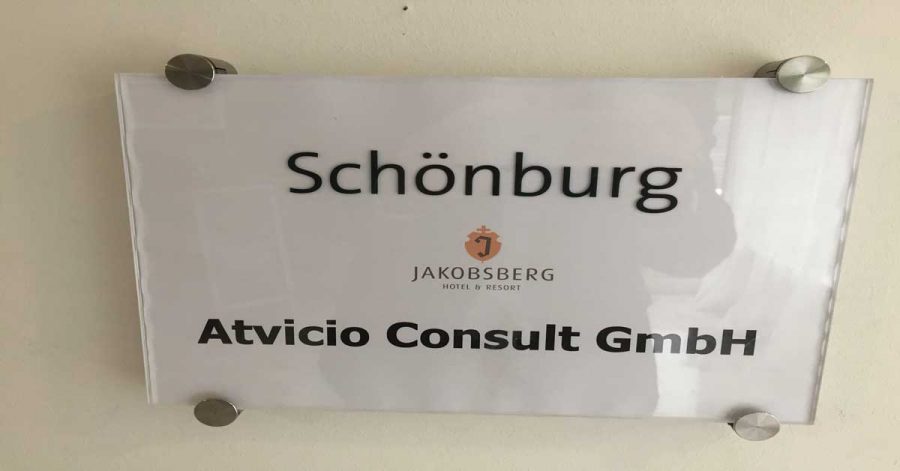 Schönburg
J
JAKOBSBERG
HOTEL & RESORT
Atvicio Consult GmbH